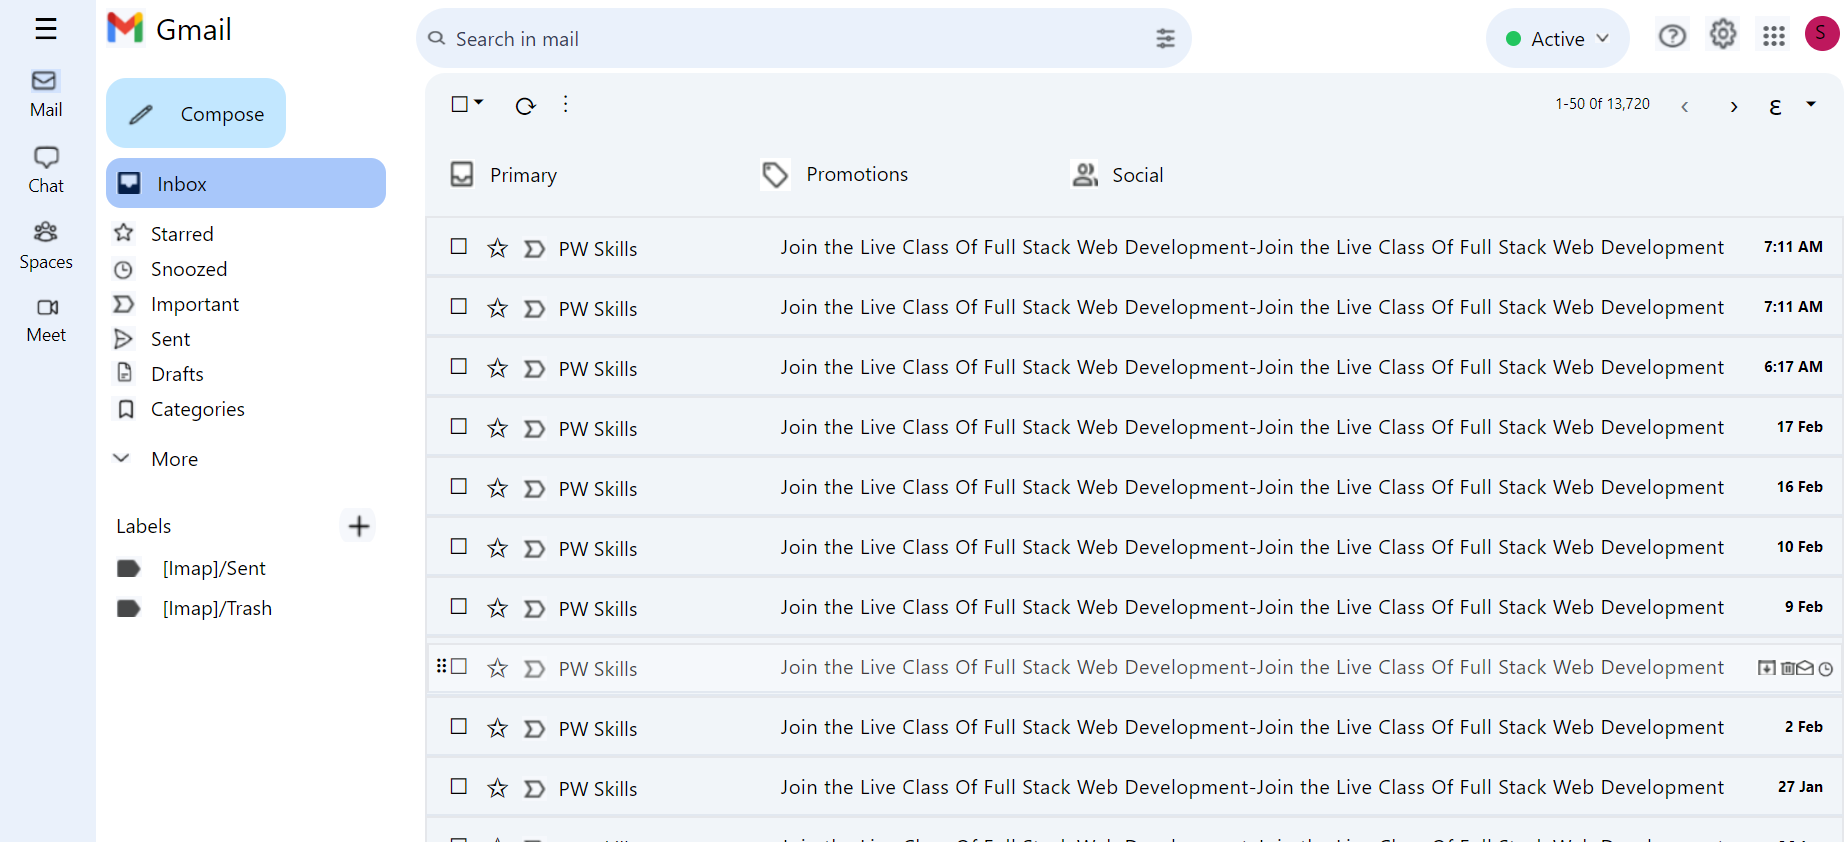 Gmail
Search in mail
Active
S
Mail
Chat
Spaces
Meet
Compose
Inbox
Starred
Snoozed
Important
Sent
Drafts
Categories
More
Labels
[Imap]/Sent
[Imap]/Trash
1-50 0f 13,720
Primary Promotions Social
PW Skills Join the Live Class Of Full Stack Web Development-Join the Live Class Of Full Stack Web Development 7:11 AM
PW Skills Join the Live Class Of Full Stack Web Development-Join the Live Class Of Full Stack Web Development 7:11 AM
PW Skills Join the Live Class Of Full Stack Web Development-Join the Live Class Of Full Stack Web Development 6:17 AM
PW Skills Join the Live Class Of Full Stack Web Development-Join the Live Class Of Full Stack Web Development 17 Feb
PW Skills Join the Live Class Of Full Stack Web Development-Join the Live Class Of Full Stack Web Development 16 Feb
PW Skills Join the Live Class Of Full Stack Web Development-Join the Live Class Of Full Stack Web Development 10 Feb
PW Skills Join the Live Class Of Full Stack Web Development-Join the Live Class Of Full Stack Web Development 9 Feb
PW Skills Join the Live Class Of Full Stack Web Development-Join the Live Class Of Full Stack Web Development
PW Skills Join the Live Class Of Full Stack Web Development-Join the Live Class Of Full Stack Web Development 2 Feb
PW Skills Join the Live Class Of Full Stack Web Development-Join the Live Class Of Full Stack Web Development 27 Jan